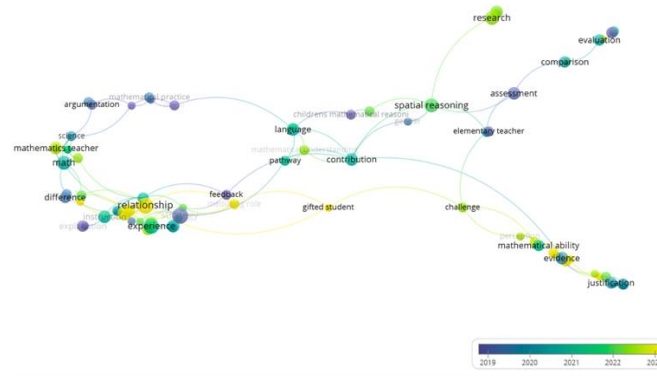 research
evaluation
comparison
mathematical practice
assessment
argumentation
spatial reasoning
childrens mathematical reasoni
language
elementary teacher
science
mathematics teacher
math
pathway
contribution
difference
feedback
relationship
gifted student
challenge
experience
mathematical ability
evidence
justification
2019 2020 2021 2022